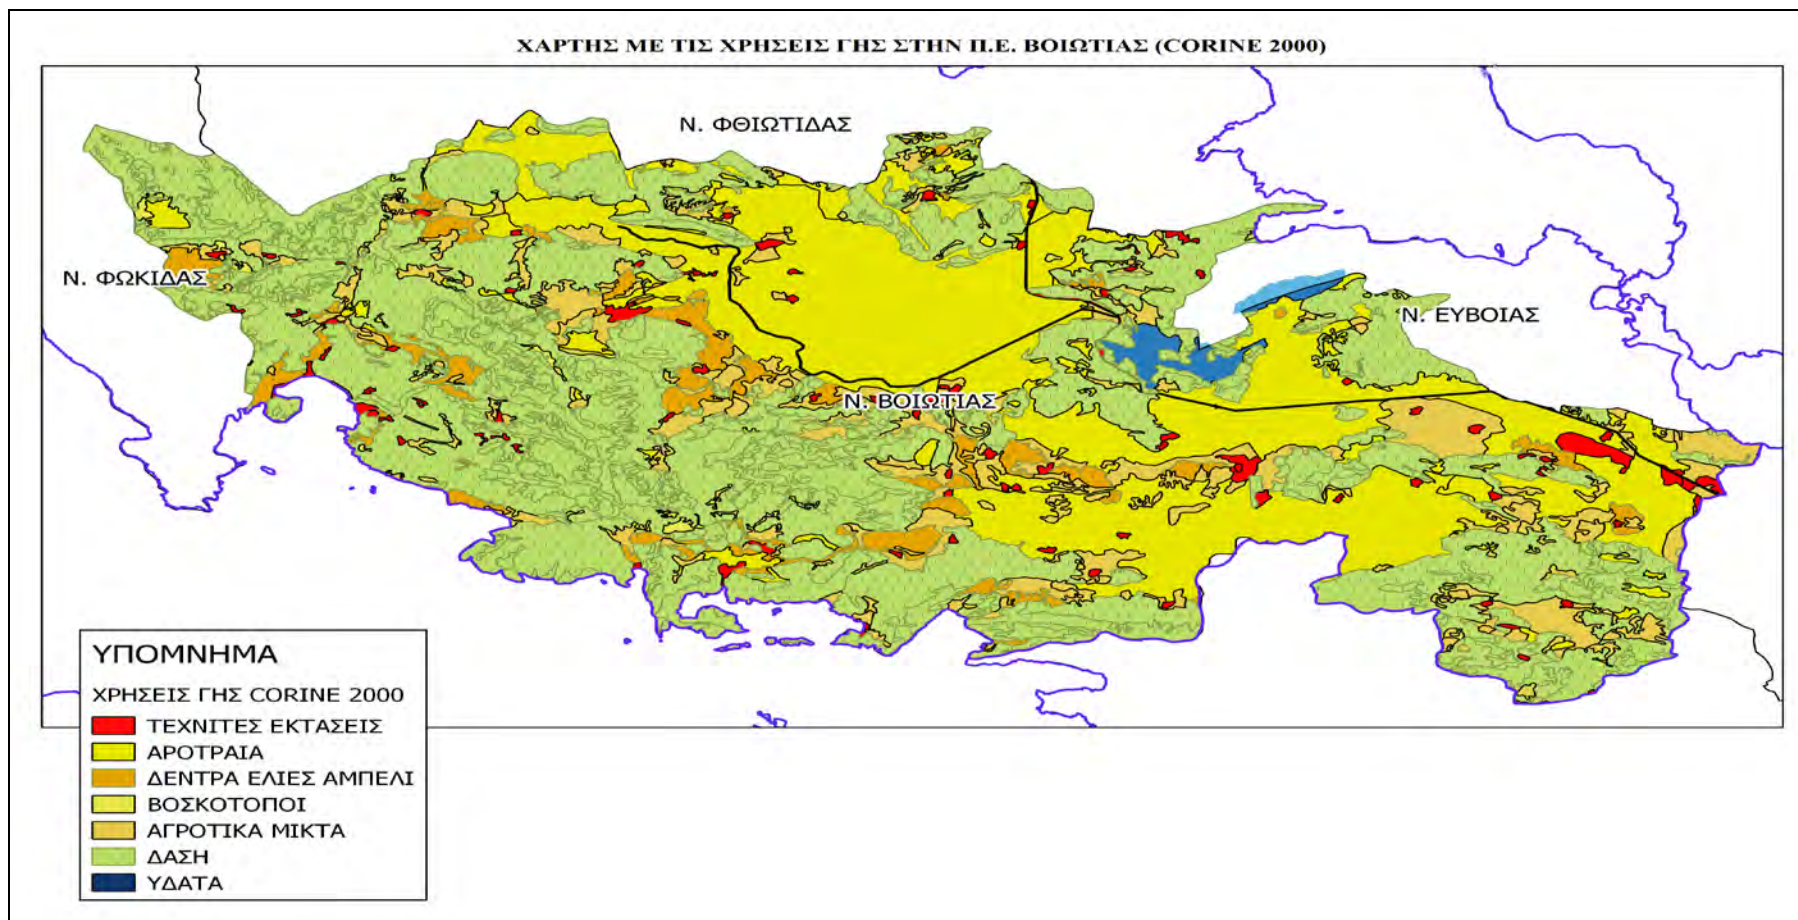 ΧΑΡΤΗΣ ΜΕ ΤΙΣ ΧΡΗΣΕΙΣ ΓΗΣ ΣΤΗΝ Π.Ε. ΒΟΙΩΤΙΑΣ (CORINE 2000)
Ν. ΦΘΙΩΤΙΔΑΣ
Ν. ΦΩΚΙΔΑΣ
Ν. ΕΥΒΟΙΑΣ
Ν. ΒΟΙΩΤΙΑΣ
ΥΠΟΜΝΗΜΑ
ΧΡΗΣΕΙΣ ΓΗΣ CORINE 2000
ΤΕΧΝΙΤΕΣ ΕΚΤΑΣΕΙΣ
ΑΡΟΤΡΑΙΑ
ΔΕΝΤΡΑ ΕΛΙΕΣ ΑΜΠΕΛΙ
ΒΟΣΚΟΤΟΠΟΙ
ΑΓΡΟΤΙΚΑ ΜΙΚΤΑ
ΔΑΣΗ
ΥΔΑΤΑ